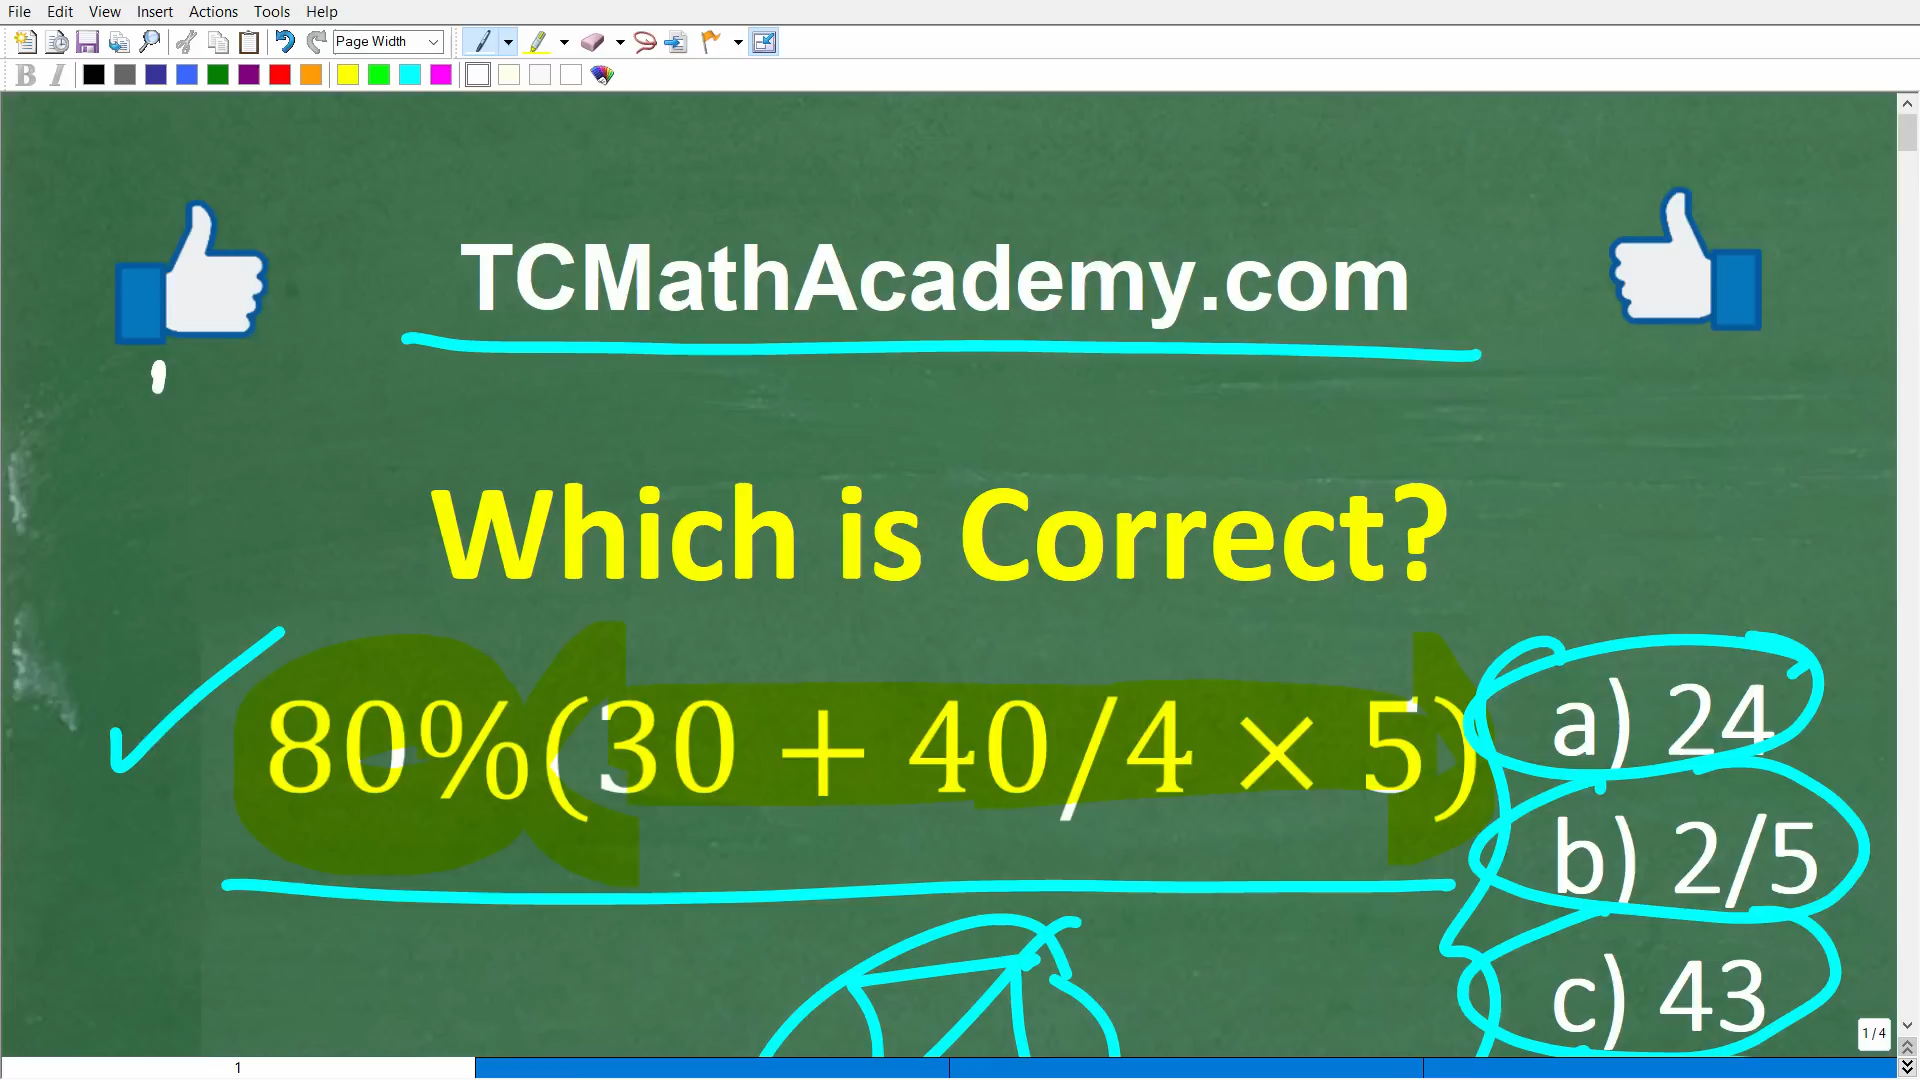 File Edit View Insert Actions Tools Help
Page Width
B I
TCMathAcademy.com
Which is Correct?
80%(30 + 40/4 × 5)
a) 24
b) 2/5
c) 43
1 / 4
1